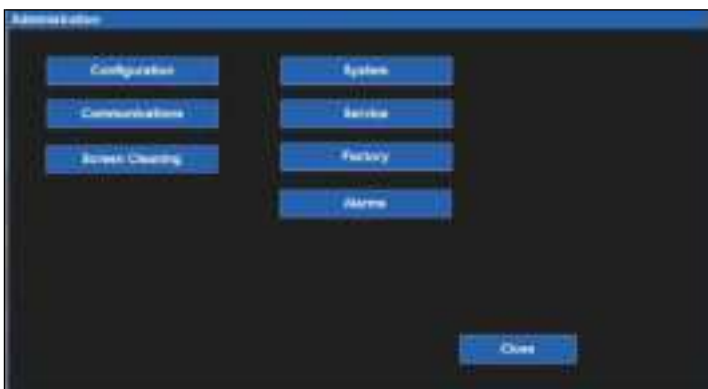 Administration
Configuration
System
Communications
Service
Screen Cleaning
Factory
Alarms
Close